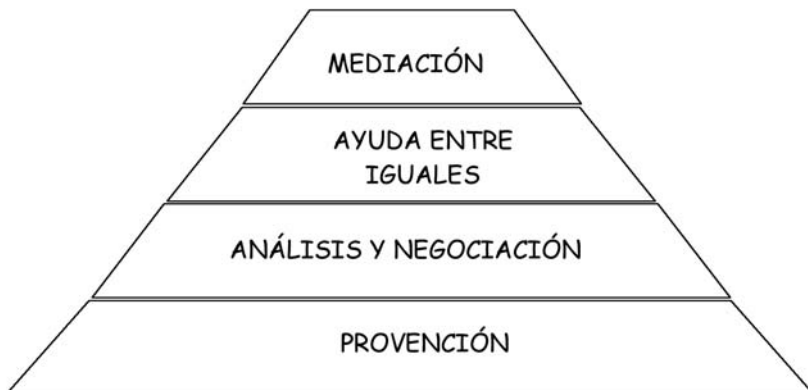 MEDIACIÓN
AYUDA ENTRE
IGUALES
ANÁLISIS Y NEGOCIACIÓN
PROVENCIÓN